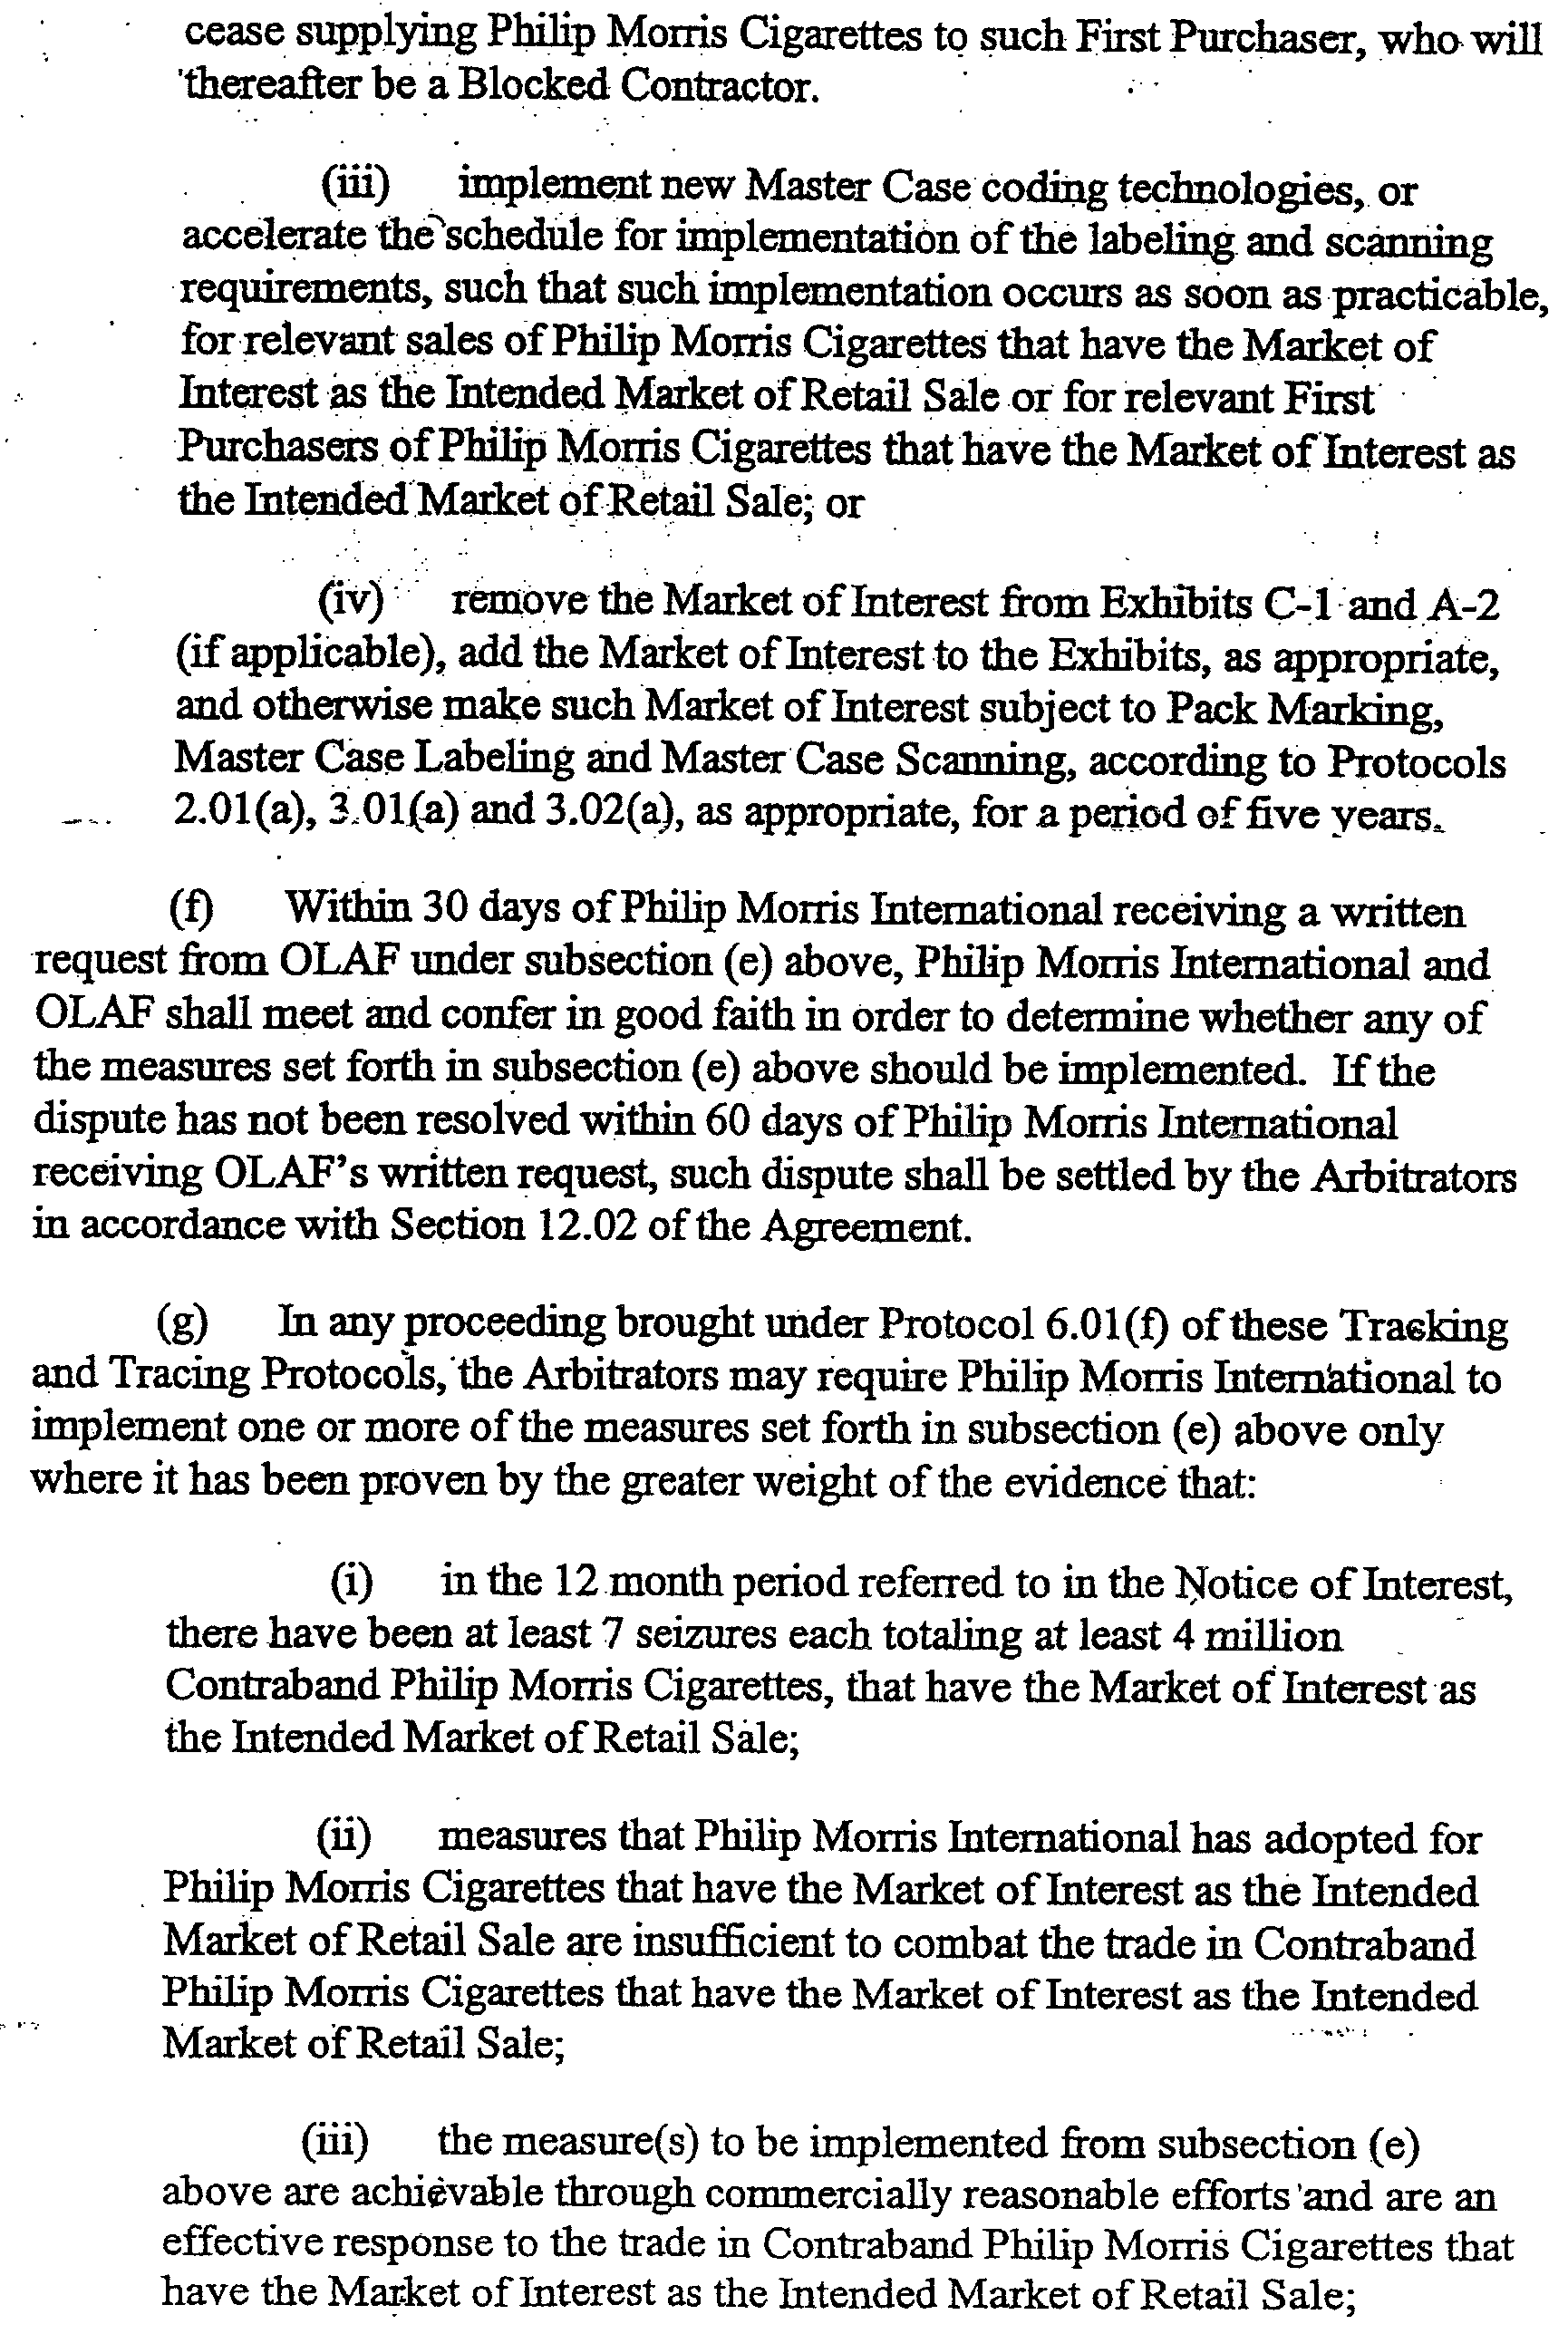 cease supplying Philip Morris Cigarettes to such First Purchaser, who will
thereafter be a Blocked Contractor.
(iii) implement new Master Case coding technologies, or
accelerate the schedule for implementation of the labeling and scanning
requirements, such that such implementation occurs as soon as practicable,
for relevant sales of Philip Morris Cigarettes that have the Market of
Interest as the Intended Market of Retail Sale or for relevant First
Purchasers of Philip Morris Cigarettes that have the Market of Interest as
the Intended Market of Retail Sale; or
(iv) remove the Market of Interest from Exhibits C-1 and A-2
(if applicable), add the Market of Interest to the Exhibits, as appropriate,
and otherwise make such Market of Interest subject to Pack Marking,
Master Case Labeling and Master Case Scanning, according to Protocols
2.01(a), 3.01(a) and 3.02(a), as appropriate, for a period of five years.
(f) Within 30 days of Philip Morris International receiving a written
request from OLAF under subsection (e) above, Philip Morris International and
OLAF shall meet and confer in good faith in order to determine whether any of
the measures set forth in subsection (e) above should be implemented. If the
dispute has not been resolved within 60 days of Philip Morris International
receiving OLAF's written request, such dispute shall be settled by the Arbitrators
in accordance with Section 12.02 of the Agreement.
(g) In any proceeding brought under Protocol 6.01(f) of these Tracking
and Tracing Protocols, the Arbitrators may require Philip Morris International to
implement one or more of the measures set forth in subsection (e) above only
where it has been proven by the greater weight of the evidence that:
(i) in the 12 month period referred to in the Notice of Interest,
there have been at least 7 seizures each totaling at least 4 million
Contraband Philip Morris Cigarettes, that have the Market of Interest as
the Intended Market of Retail Sale;
(ii) measures that Philip Morris International has adopted for
Philip Morris Cigarettes that have the Market of Interest as the Intended
Market of Retail Sale are insufficient to combat the trade in Contraband
Philip Morris Cigarettes that have the Market of Interest as the Intended
Market of Retail Sale;
(iii) the measure(s) to be implemented from subsection (e)
above are achievable through commercially reasonable efforts and are an
effective response to the trade in Contraband Philip Morris Cigarettes that
have the Market of Interest as the Intended Market of Retail Sale;